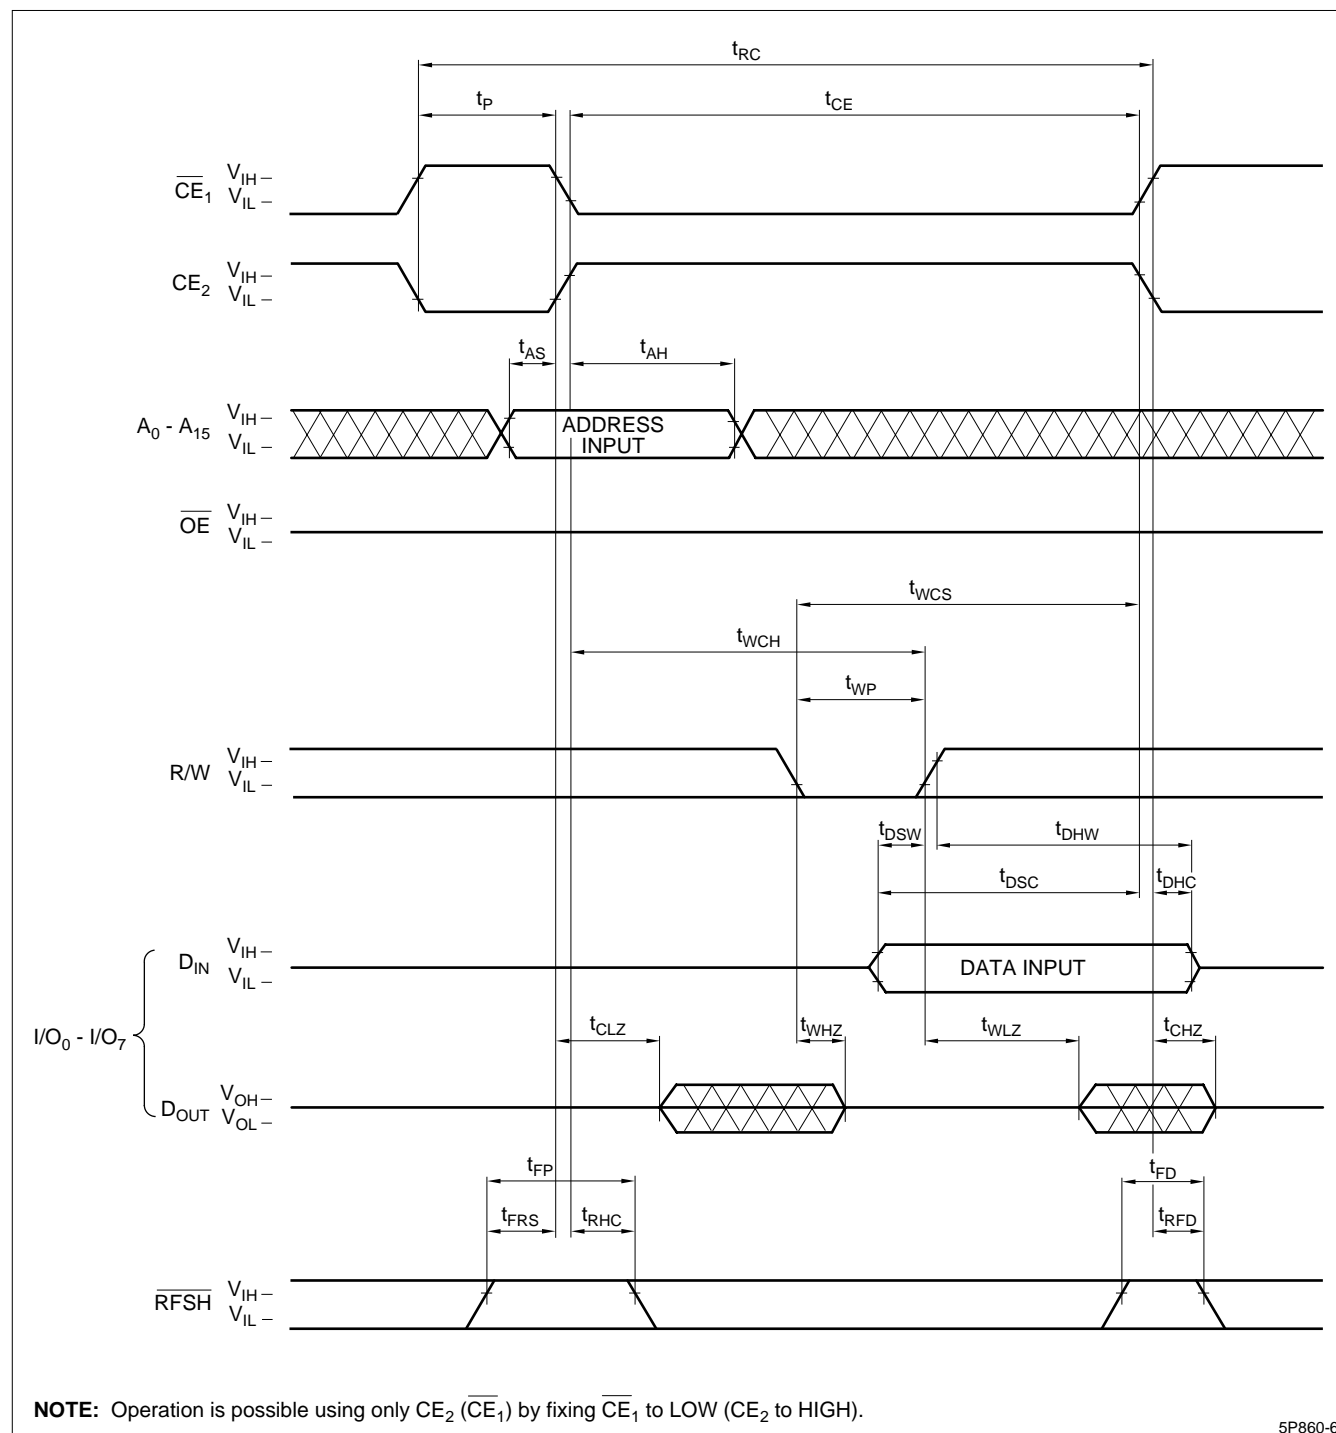 tRC
tP
tCE
CE1 VIH
VIL
CE2 VIH
VIL
tAS
tAH
A0 - A15 VIH
VIL
ADDRESS
INPUT
OE VIH
VIL
tWCS
tWCH
tWP
R/W VIH
VIL
tDSW
tDHW
tDSC
tDHC
DIN VIH
VIL
DATA INPUT
I/O0 - I/O7
tCLZ
tWHZ
tWLZ
tCHZ
DOUT VOH
VOL
tFP
tFD
tFRS
tRHC
tRFD
RFSH VIH
VIL
NOTE: Operation is possible using only CE2 (CE1) by fixing CE1 to LOW (CE2 to HIGH).
5P860-6